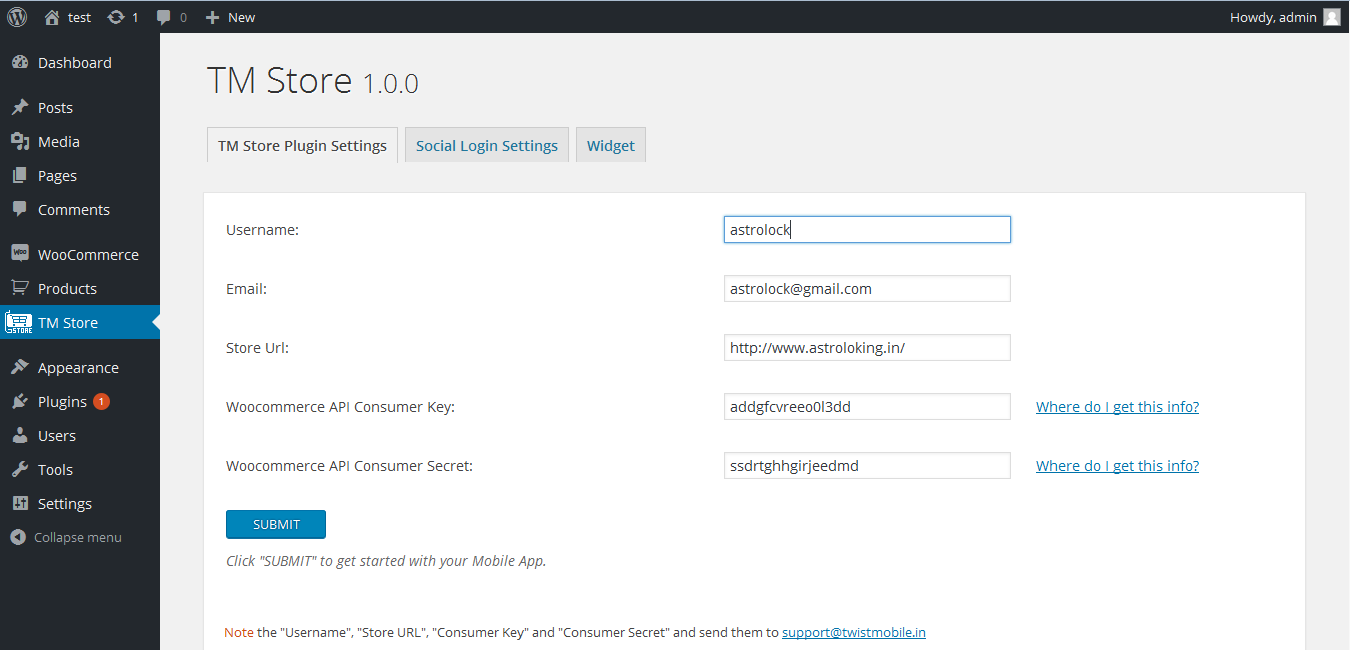 test 1 0 New Howdy, admin
Dashboard
Posts
Media
Pages
Comments
WooCommerce
Products
TM Store
Appearance
Plugins 1
Users
Tools
Settings
Collapse menu
TM Store 1.0.0
TM Store Plugin Settings Social Login Settings Widget
Username: astrolock
Email: astrolock@gmail.com
Store Url: http://www.astroloking.in/
Woocommerce API Consumer Key: addgfcvreeo0l3dd Where do I get this info?
Woocommerce API Consumer Secret: ssdrtghhgirjeedmd Where do I get this info?
SUBMIT
Click "SUBMIT" to get started with your Mobile App.
Note the "Username", "Store URL", "Consumer Key" and "Consumer Secret" and send them to support@twistmobile.in